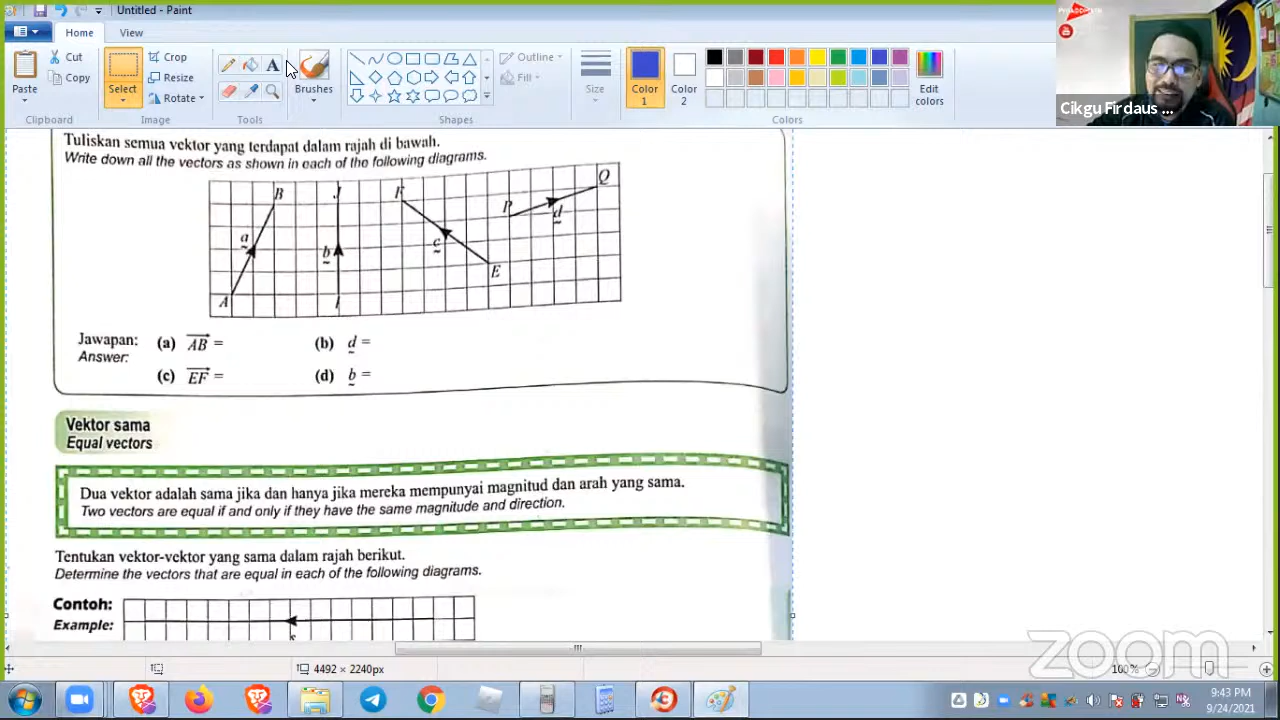 Untitled - Paint
Home
View
Paste
Cut
Copy
Clipboard
Select
Crop
Resize
Rotate
Image
A
Tools
Brushes
Shapes
Outline
Fill
Size
Color 1
Color 2
Colors
Edit colors
Cikgu Firdaus ...
Tuliskan semua vektor yang terdapat dalam rajah di bawah.
Write down all the vectors as shown in each of the following diagrams.
B
J
F
P
Q
a
b
c
d
A
E
Jawapan: (a) AB = (b) d =
Answer:
(c) EF = (d) b =
Vektor sama
Equal vectors
Dua vektor adalah sama jika dan hanya jika mereka mempunyai magnitud dan arah yang sama.
Two vectors are equal if and only if they have the same magnitude and direction.
Tentukan vektor-vektor yang sama dalam rajah berikut.
Determine the vectors that are equal in each of the following diagrams.
Contoh:
Example:
zoom
4492 × 2240px
100%
9:43 PM
9/24/2021